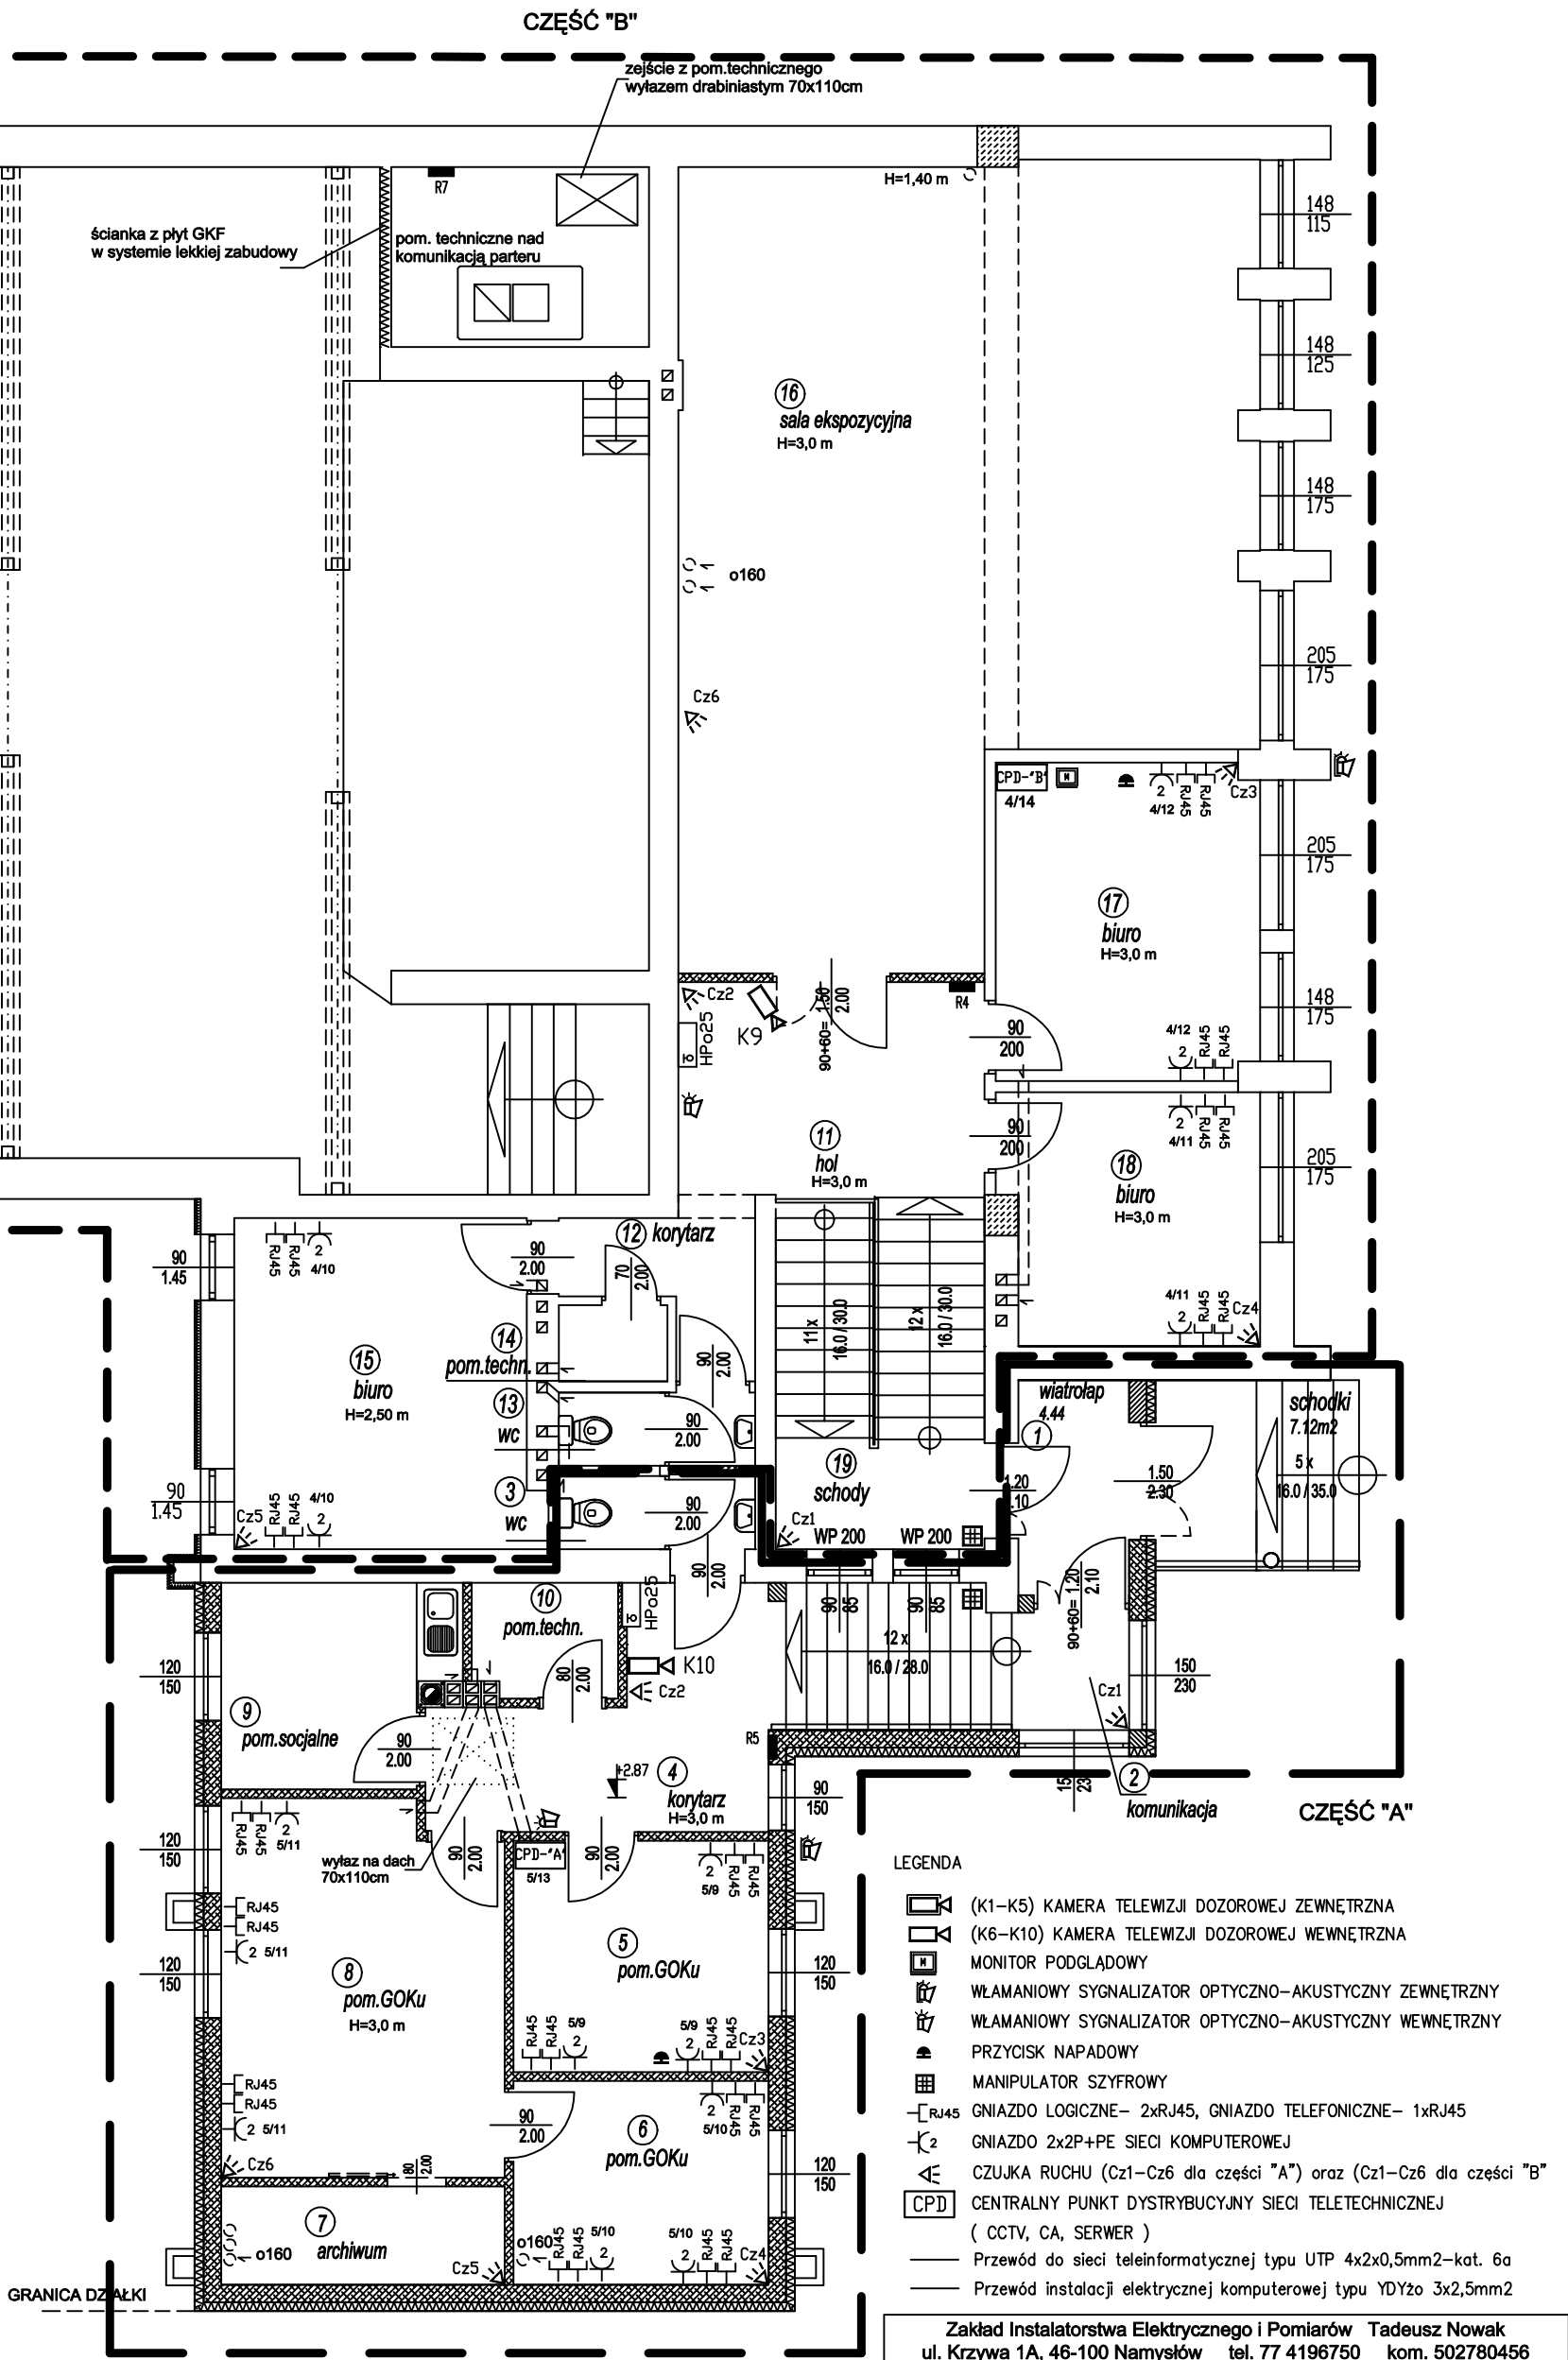 CZĘŚĆ "B"
zejście z pom.technicznego
wyłazem drabiniastym 70x110cm
R7
H=1,40 m
148
115
ścianka z płyt GKF
w systemie lekkiej zabudowy
pom. techniczne nad
komunikacją parteru
148
125
16
sala ekspozycyjna
H=3,0 m
148
175
o160
205
175
Cz6
CPD-"B"
4/14
2
4/12
RJ45
RJ45
Cz3
205
175
17
biuro
H=3,0 m
Cz2
K9
HPo25
90+60= 1.50
2.00
R4
90
200
4/12
2
RJ45
RJ45
148
175
11
hol
H=3,0 m
90
200
2
4/11
RJ45
RJ45
18
biuro
H=3,0 m
205
175
12 korytarz
90
2.00
70
2.00
RJ45
RJ45
2
4/10
90
1.45
11 x
16.0 / 30.0
12 x
16.0 / 30.0
4/11
2
RJ45
RJ45
Cz4
14
pom.techn.
15
biuro
H=2,50 m
90
2.00
13
wc
90
2.00
wiatrołap
4.44
1
schodki
7.12m2
5 x
16.0 / 35.0
19
schody
1.20
.10
1.50
2.30
90
1.45
Cz5
RJ45
RJ45
4/10
2
3
wc
90
2.00
Cz1
WP 200
WP 200
90
2.00
10
pom.techn.
HPo25
90
85
90
85
90+60= 1.20
2.10
12 x
16.0 / 28.0
120
150
80
2.00
K10
Cz2
150
230
Cz1
9
pom.socjalne
90
2.00
R5
+2.87
4
korytarz
H=3,0 m
90
150
15
23
2
komunikacja
CZĘŚĆ "A"
RJ45
RJ45
2
5/11
120
150
wyłaz na dach
70x110cm
90
2.00
CPD-"A"
5/13
90
2.00
2
5/9
RJ45
RJ45
RJ45
RJ45
2 5/11
120
150
8
pom.GOKu
H=3,0 m
5
pom.GOKu
120
150
RJ45
RJ45
5/9
2
5/9
2
RJ45
RJ45
Cz3
RJ45
RJ45
2 5/11
90
2.00
2
5/10
RJ45
RJ45
6
pom.GOKu
Cz6
80
2.00
120
150
7
archiwum
o160
Cz5
o160
RJ45
RJ45
5/10
2
5/10
2
RJ45
RJ45
Cz4
GRANICA DZIAŁKI
LEGENDA
(K1-K5) KAMERA TELEWIZJI DOZOROWEJ ZEWNĘTRZNA
(K6-K10) KAMERA TELEWIZJI DOZOROWEJ WEWNĘTRZNA
M MONITOR PODGLĄDOWY
WŁAMANIOWY SYGNALIZATOR OPTYCZNO-AKUSTYCZNY ZEWNĘTRZNY
WŁAMANIOWY SYGNALIZATOR OPTYCZNO-AKUSTYCZNY WEWNĘTRZNY
PRZYCISK NAPADOWY
MANIPULATOR SZYFROWY
RJ45 GNIAZDO LOGICZNE- 2xRJ45, GNIAZDO TELEFONICZNE- 1xRJ45
2 GNIAZDO 2x2P+PE SIECI KOMPUTEROWEJ
CZUJKA RUCHU (Cz1-Cz6 dla części "A") oraz (Cz1-Cz6 dla części "B"
CPD CENTRALNY PUNKT DYSTRYBUCYJNY SIECI TELETECHNICZNEJ
( CCTV, CA, SERWER )
Przewód do sieci teleinformatycznej typu UTP 4x2x0,5mm2-kat. 6a
Przewód instalacji elektrycznej komputerowej typu YDYżo 3x2,5mm2
Zakład Instalatorstwa Elektrycznego i Pomiarów Tadeusz Nowak
ul. Krzywa 1A, 46-100 Namysłów tel. 77 4196750 kom. 502780456